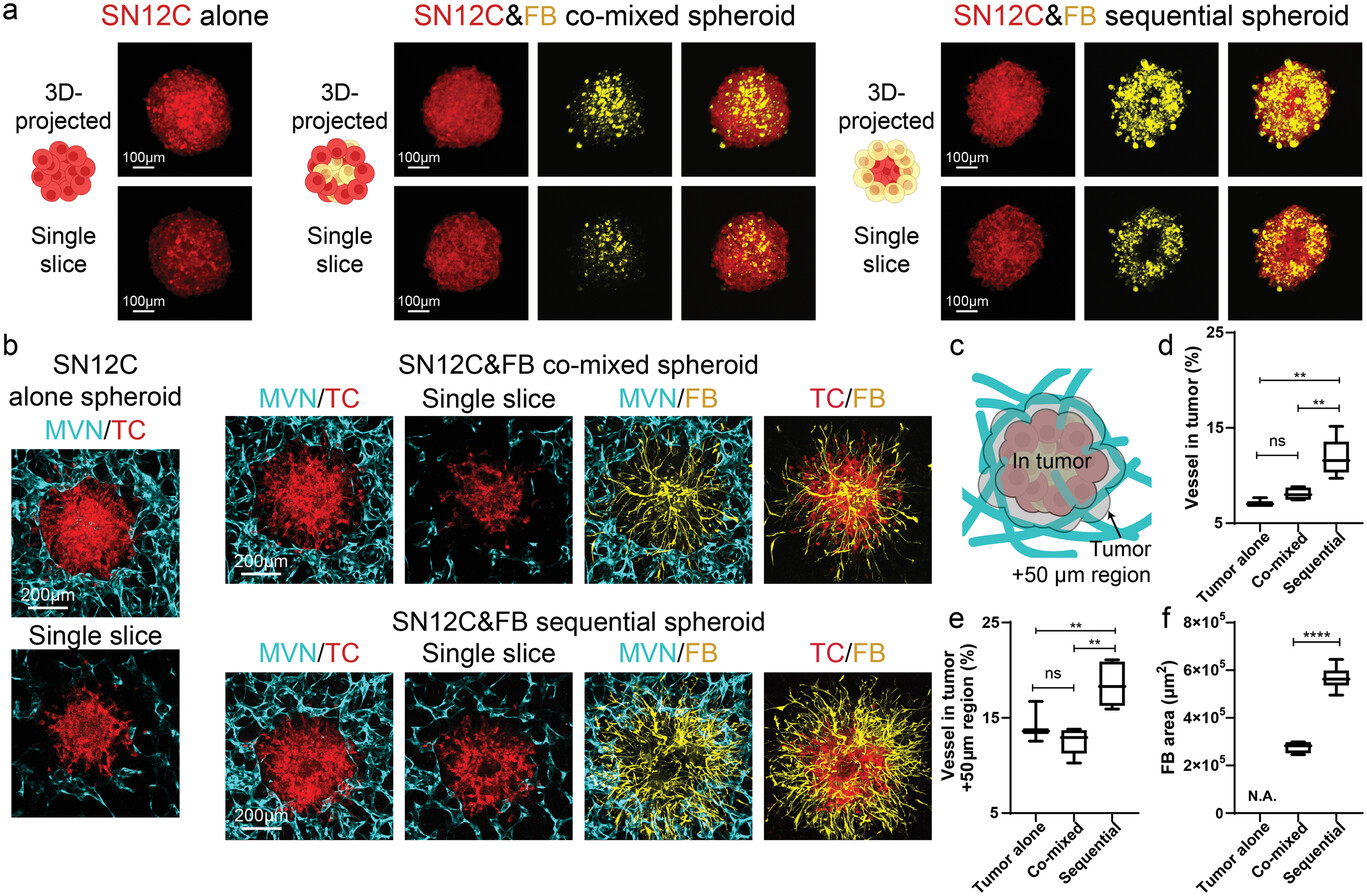 a
SN12C alone
SN12C&FB co-mixed spheroid
SN12C&FB sequential spheroid
3D-
projected
100µm
Single
slice
100µm
3D-
projected
100µm
Single
slice
100µm
3D-
projected
100µm
Single
slice
100µm
b
SN12C
alone spheroid
MVN/TC
200µm
Single slice
SN12C&FB co-mixed spheroid
MVN/TC
Single slice
MVN/FB
TC/FB
200µm
SN12C&FB sequential spheroid
MVN/TC
Single slice
MVN/FB
TC/FB
200µm
c
In tumor
Tumor
+50 µm region
d
Vessel in tumor (%)
25
15
5
**
**
ns
Tumor alone
Co-mixed
Sequential
e
Vessel in tumor
+50µm region (%)
25
15
5
**
**
ns
Tumor alone
Co-mixed
Sequential
f
FB area (µm²)
8×10⁵
6×10⁵
4×10⁵
2×10⁵
0
****
N.A.
Tumor alone
Co-mixed
Sequential